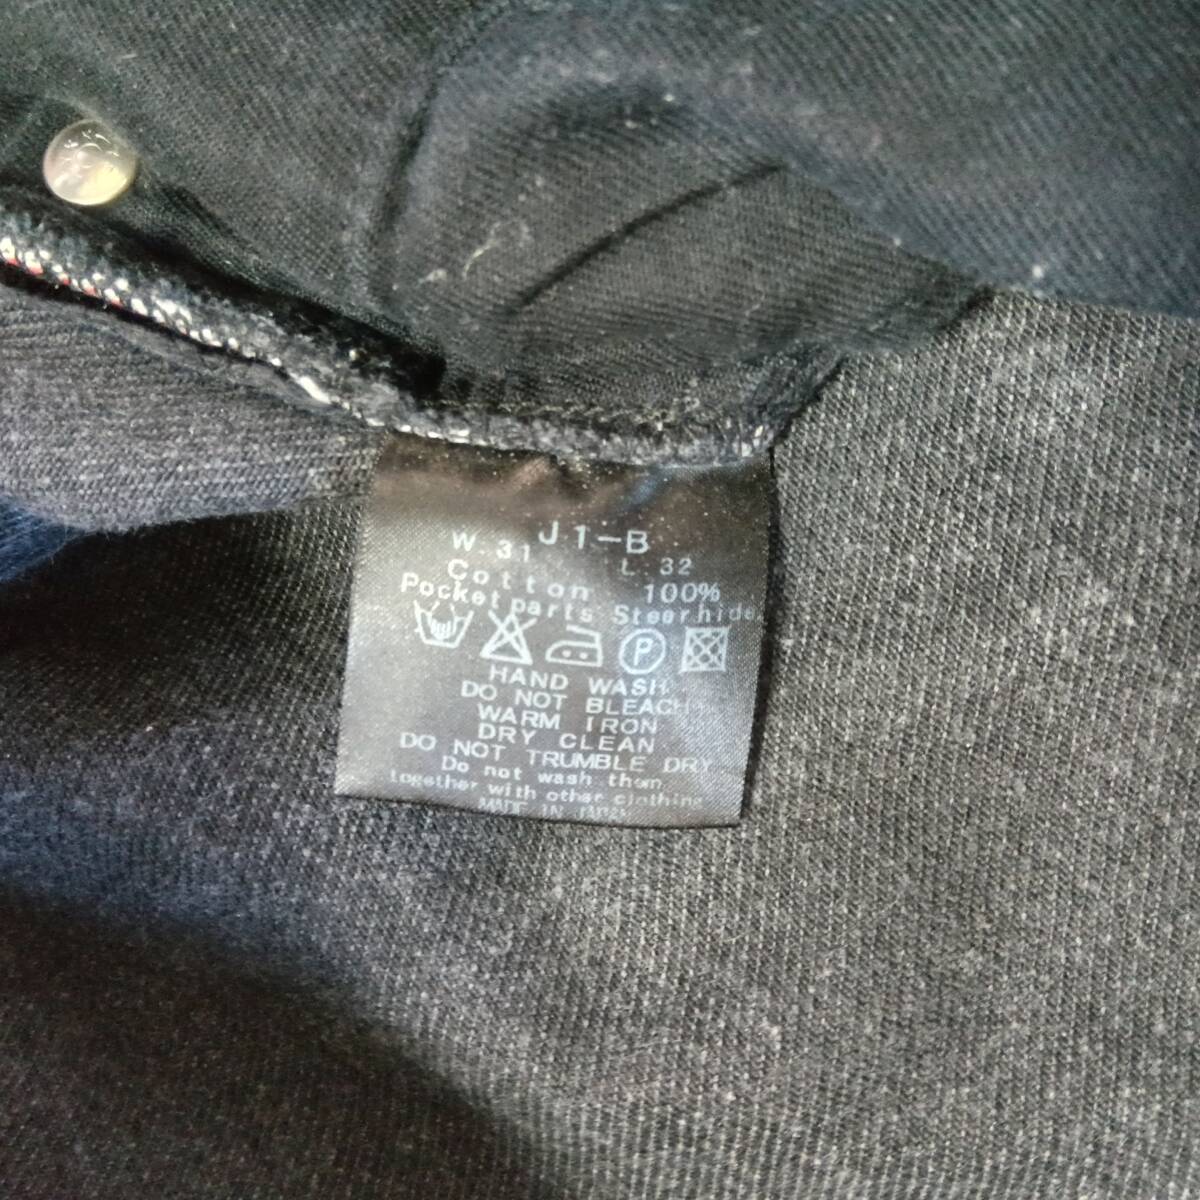 J1-B
W.31 L.32
Cotton 100%
Pocket parts Steerhide
P
HAND WASH
DO NOT BLEACH
WARM IRON
DRY CLEAN
DO NOT TRUMBLE DRY
Do not wash them
together with other clothing
MADE IN JAPAN